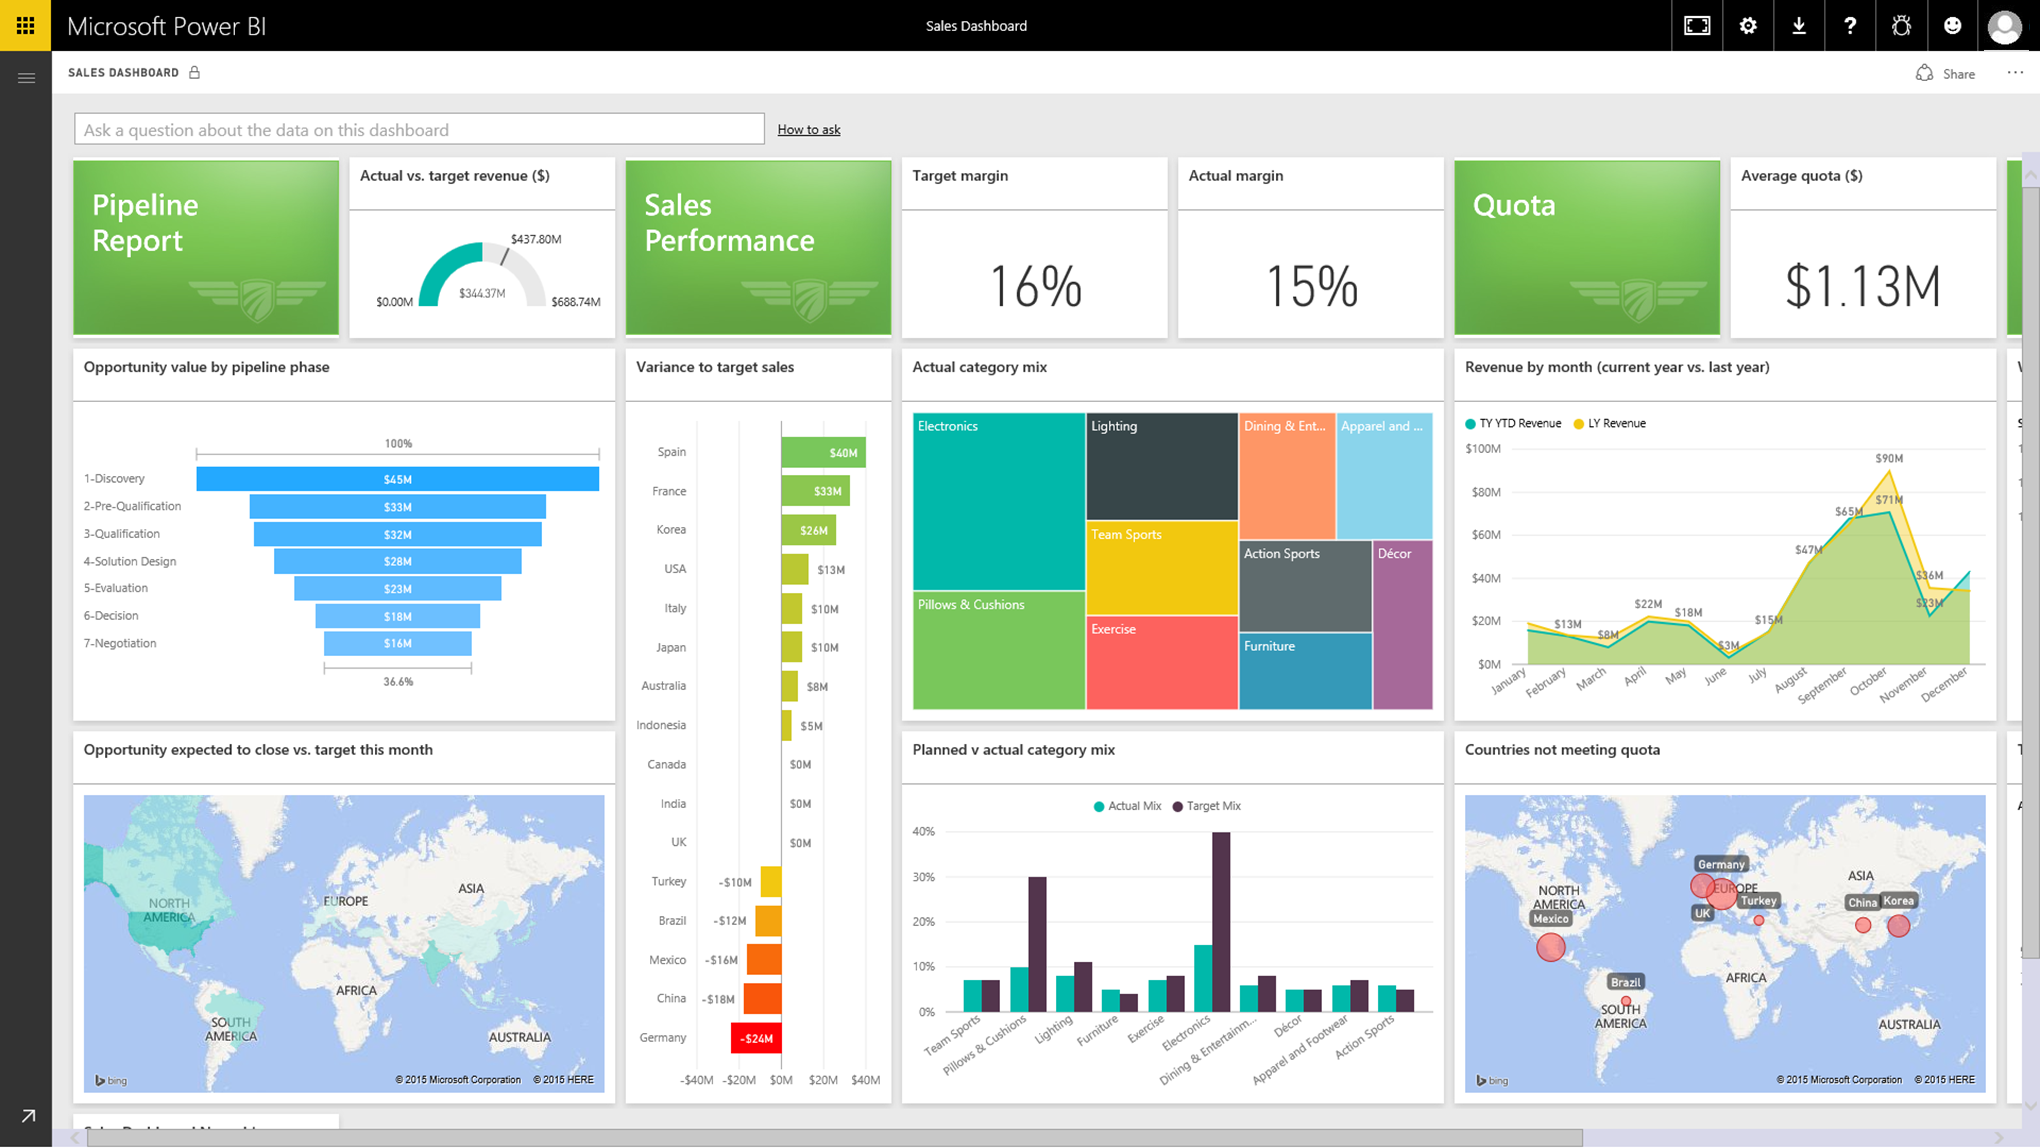 Microsoft Power BI
Sales Dashboard
SALES DASHBOARD
Share
Ask a question about the data on this dashboard
How to ask
Pipeline
Report
Actual vs. target revenue ($)
$437.80M
$0.00M
$344.37M
$688.74M
Sales
Performance
Target margin
16%
Actual margin
15%
Quota
Average quota ($)
$1.13M
Opportunity value by pipeline phase
100%
1-Discovery $45M
2-Pre-Qualification $33M
3-Qualification $32M
4-Solution Design $28M
5-Evaluation $23M
6-Decision $18M
7-Negotiation $16M
36.6%
Variance to target sales
Spain $40M
France $33M
Korea $26M
USA $13M
Italy $10M
Japan $10M
Australia $8M
Indonesia $5M
Canada $0M
India $0M
UK $0M
Turkey -$10M
Brazil -$12M
Mexico -$16M
China -$18M
Germany -$24M
-$40M -$20M $0M $20M $40M
Actual category mix
Electronics
Lighting
Dining & Ent...
Apparel and ...
Team Sports
Action Sports
Décor
Pillows & Cushions
Exercise
Furniture
Revenue by month (current year vs. last year)
TY YTD Revenue
LY Revenue
$100M
$80M
$60M
$40M
$20M
$0M
$13M
$8M
$22M
$18M
$3M
$15M
$47M
$65M
$90M
$71M
$36M
$23M
January
February
March
April
May
June
July
August
September
October
November
December
Opportunity expected to close vs. target this month
NORTH
AMERICA
EUROPE
ASIA
AFRICA
SOUTH
AMERICA
AUSTRALIA
bing
© 2015 Microsoft Corporation © 2015 HERE
Planned v actual category mix
Actual Mix
Target Mix
40%
30%
20%
10%
0%
Team Sports
Pillows & Cushions
Lighting
Furniture
Exercise
Electronics
Dining & Entertainm...
Décor
Apparel and Footwear
Action Sports
Countries not meeting quota
NORTH
AMERICA
Mexico
Germany
EUROPE
UK
Turkey
ASIA
China
Korea
AFRICA
Brazil
SOUTH
AMERICA
AUSTRALIA
bing
© 2015 Microsoft Corporation © 2015 HERE